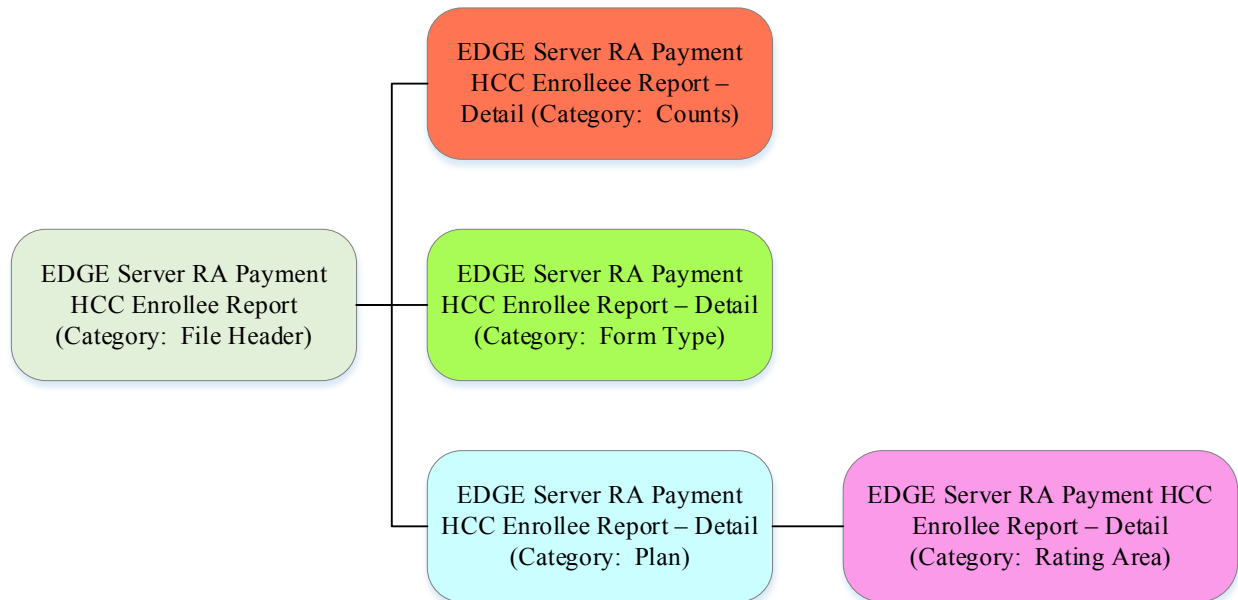 EDGE Server RA Payment
HCC Enrolleee Report –
Detail (Category:  Counts)
EDGE Server RA Payment
HCC Enrollee Report
(Category:  File Header)
EDGE Server RA Payment
HCC Enrollee Report – Detail
(Category:  Form Type)
EDGE Server RA Payment
HCC Enrollee Report – Detail
(Category:  Plan)
EDGE Server RA Payment HCC
Enrollee Report – Detail
(Category:  Rating Area)